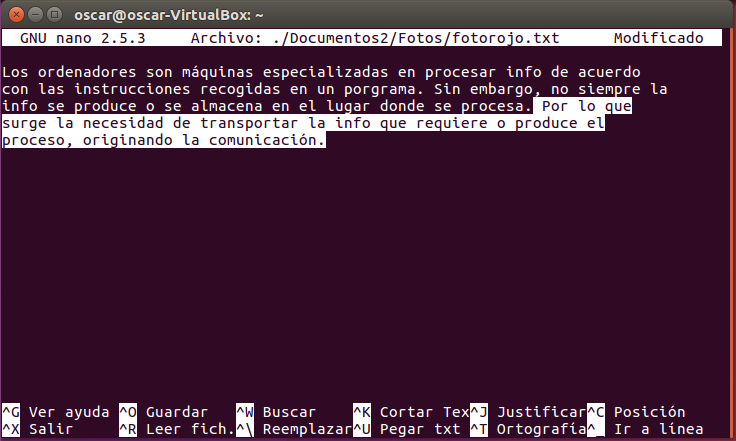 oscar@oscar-VirtualBox: ~
GNU nano 2.5.3 Archivo: ./Documentos2/Fotos/fotorojo.txt Modificado
Los ordenadores son máquinas especializadas en procesar info de acuerdo
con las instrucciones recogidas en un porgrama. Sin embargo, no siempre la
info se produce o se almacena en el lugar donde se procesa. Por lo que
surge la necesidad de transportar la info que requiere o produce el
proceso, originando la comunicación.
^G Ver ayuda ^O Guardar ^W Buscar ^K Cortar Tex^J Justificar^C Posición
^X Salir ^R Leer fich.^\ Reemplazar^U Pegar txt ^T Ortografía^_ Ir a línea